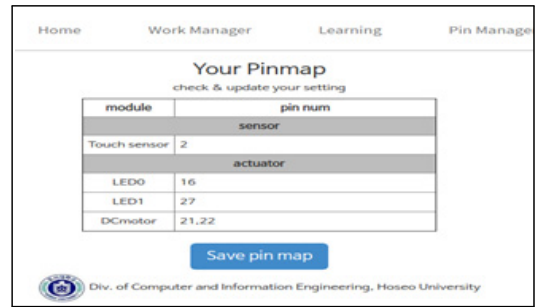 Home Work Manager Learning Pin Manage
Your Pinmap
check & update your setting
module pin num
sensor
Touch sensor 2
actuator
LED0 16
LED1 27
DCmotor 21,22
Save pin map
Div. of Computer and Information Engineering, Hoseo University